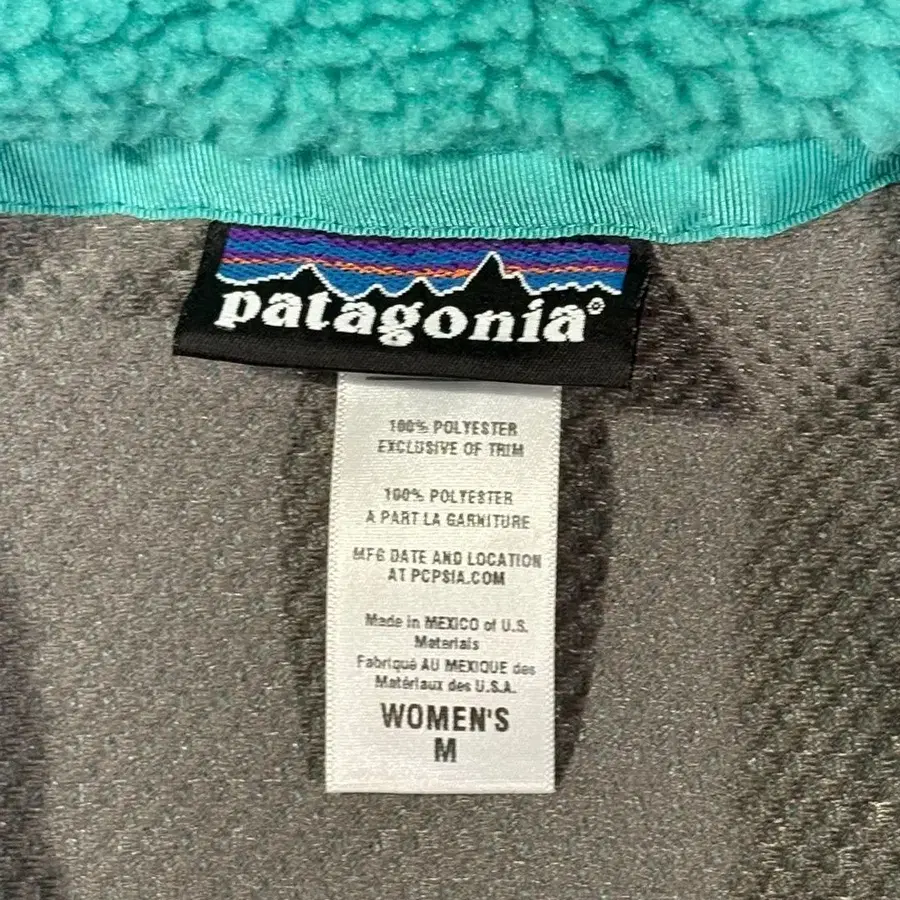 patagonia®
100% POLYESTER
EXCLUSIVE OF TRIM
100% POLYESTER
A PART LA GARNITURE
MFG DATE AND LOCATION
AT PCPSIA.COM
Made in MEXICO of U.S.
Materials
Fabriqué AU MEXIQUE des
Matériaux des U.S.A.
WOMEN'S
M